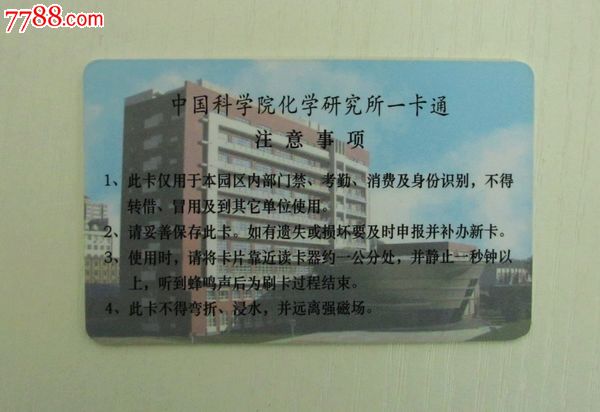 7788.com
中国科学院化学研究所一卡通
注意事项
1、此卡仅用于本园区内部门禁、考勤、消费及身份识别，不得
转借、冒用及到其它单位使用。
2、请妥善保存此卡。如有遗失或损坏要及时申报并补办新卡。
3、使用时，请将卡片靠近读卡器约一公分处，并静止一秒钟以
上，听到蜂鸣声后为刷卡过程结束。
4、此卡不得弯折、浸水，并远离强磁场。